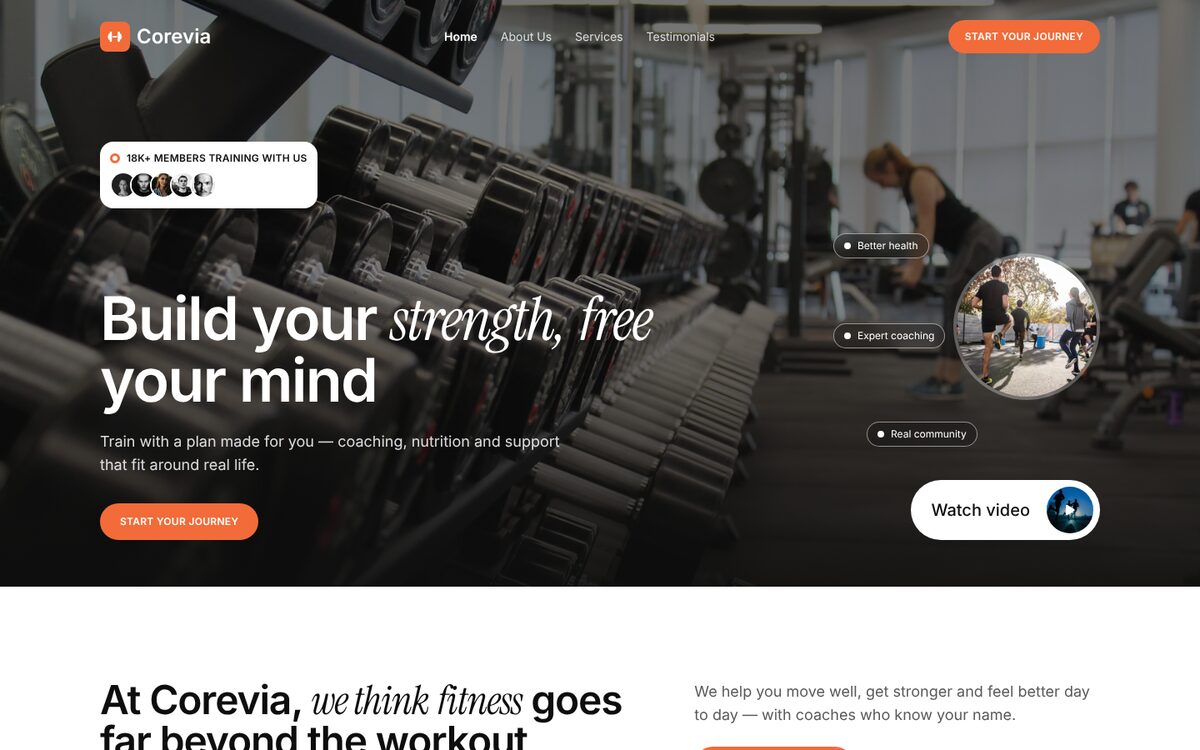 Corevia
Home
About Us
Services
Testimonials
START YOUR JOURNEY
18K+ MEMBERS TRAINING WITH US
Better health
Build your strength, free
your mind
Expert coaching
Train with a plan made for you — coaching, nutrition and support
that fit around real life.
Real community
START YOUR JOURNEY
Watch video
At Corevia, we think fitness goes
far beyond the workout
We help you move well, get stronger and feel better day
to day — with coaches who know your name.